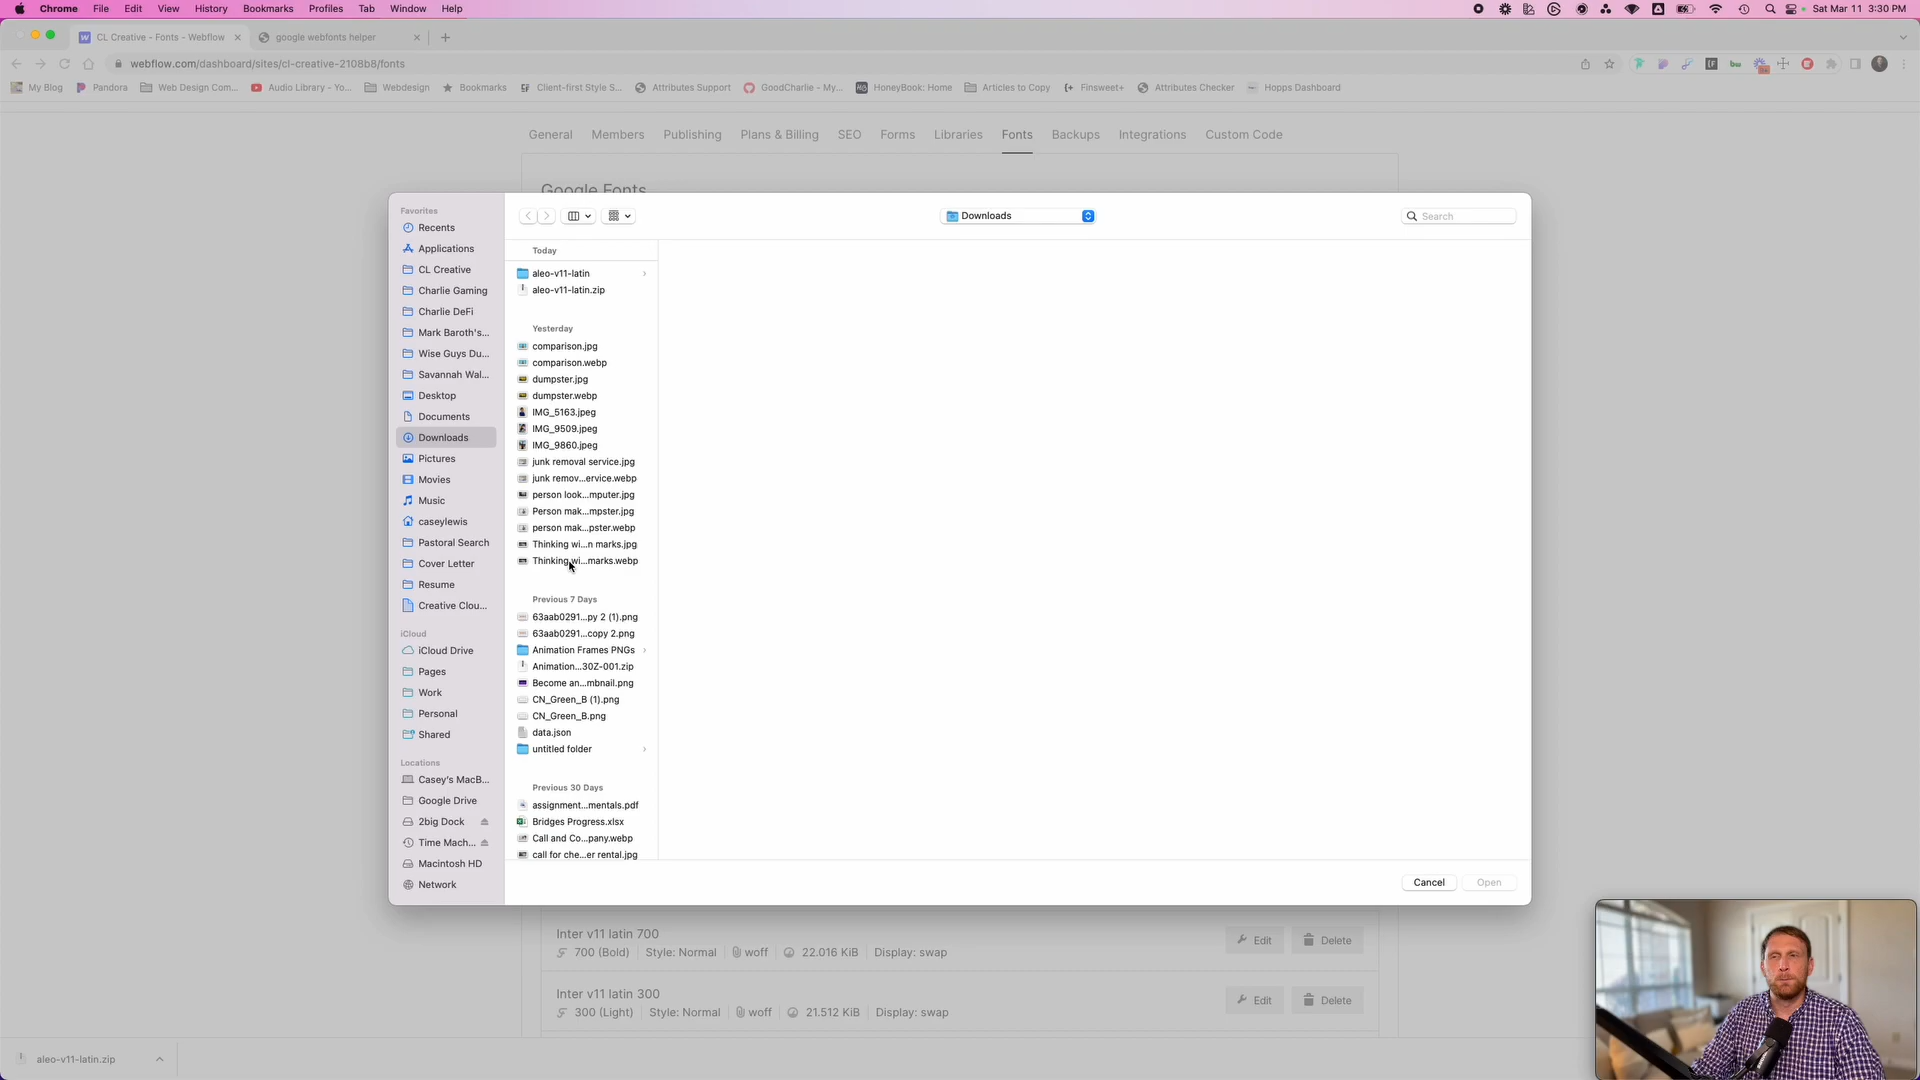 Chrome File Edit View History Bookmarks Profiles Tab Window Help
Sat Mar 11 3:30 PM
CL Creative - Fonts - Webflow
google webfonts helper
webflow.com/dashboard/sites/cl-creative-2108b8/fonts
My Blog Pandora Web Design Com... Audio Library - Yo... Webdesign Bookmarks Client-first Style S... Attributes Support GoodCharlie - My... HoneyBook: Home Articles to Copy Finsweet+ Attributes Checker Hopps Dashboard
General Members Publishing Plans & Billing SEO Forms Libraries Fonts Backups Integrations Custom Code
Google Fonts
Downloads
Search
Favorites
Recents
Applications
CL Creative
Charlie Gaming
Charlie DeFi
Mark Baroth's...
Wise Guys Du...
Savannah Wal...
Desktop
Documents
Downloads
Pictures
Movies
Music
caseylewis
Pastoral Search
Cover Letter
Resume
Creative Clou...
iCloud
iCloud Drive
Pages
Work
Personal
Shared
Locations
Casey's MacB...
Google Drive
2big Dock
Time Mach...
Macintosh HD
Network
Today
aleo-v11-latin
aleo-v11-latin.zip
Yesterday
comparison.jpg
comparison.webp
dumpster.jpg
dumpster.webp
IMG_5163.jpeg
IMG_9509.jpeg
IMG_9860.jpeg
junk removal service.jpg
junk remov...ervice.webp
person look...mputer.jpg
Person mak...mpster.jpg
person mak...pster.webp
Thinking wi...n marks.jpg
Thinking wi...marks.webp
Previous 7 Days
63aab0291...py 2 (1).png
63aab0291...copy 2.png
Animation Frames PNGs
Animation...30Z-001.zip
Become an...mbnail.png
CN_Green_B (1).png
CN_Green_B.png
data.json
untitled folder
Previous 30 Days
assignment...mentals.pdf
Bridges Progress.xlsx
Call and Co...pany.webp
call for che...er rental.jpg
Cancel Open
Inter v11 latin 700
700 (Bold) Style: Normal woff 22.016 KiB Display: swap
Edit Delete
Inter v11 latin 300
300 (Light) Style: Normal woff 21.512 KiB Display: swap
Edit Delete
aleo-v11-latin.zip